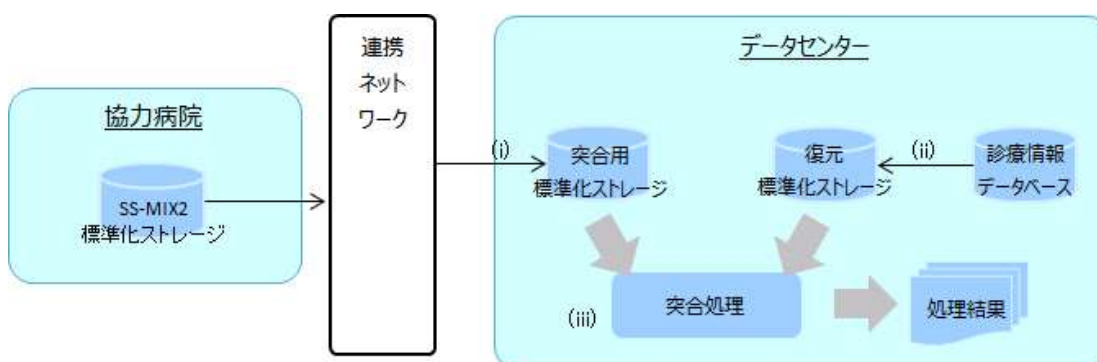 協力病院
SS-MIX2
標準化ストレージ
連携
ネット
ワーク
データセンター
(i)
突合用
標準化ストレージ
復元
標準化ストレージ
(ii)
診療情報
データベース
(iii)
突合処理
処理結果